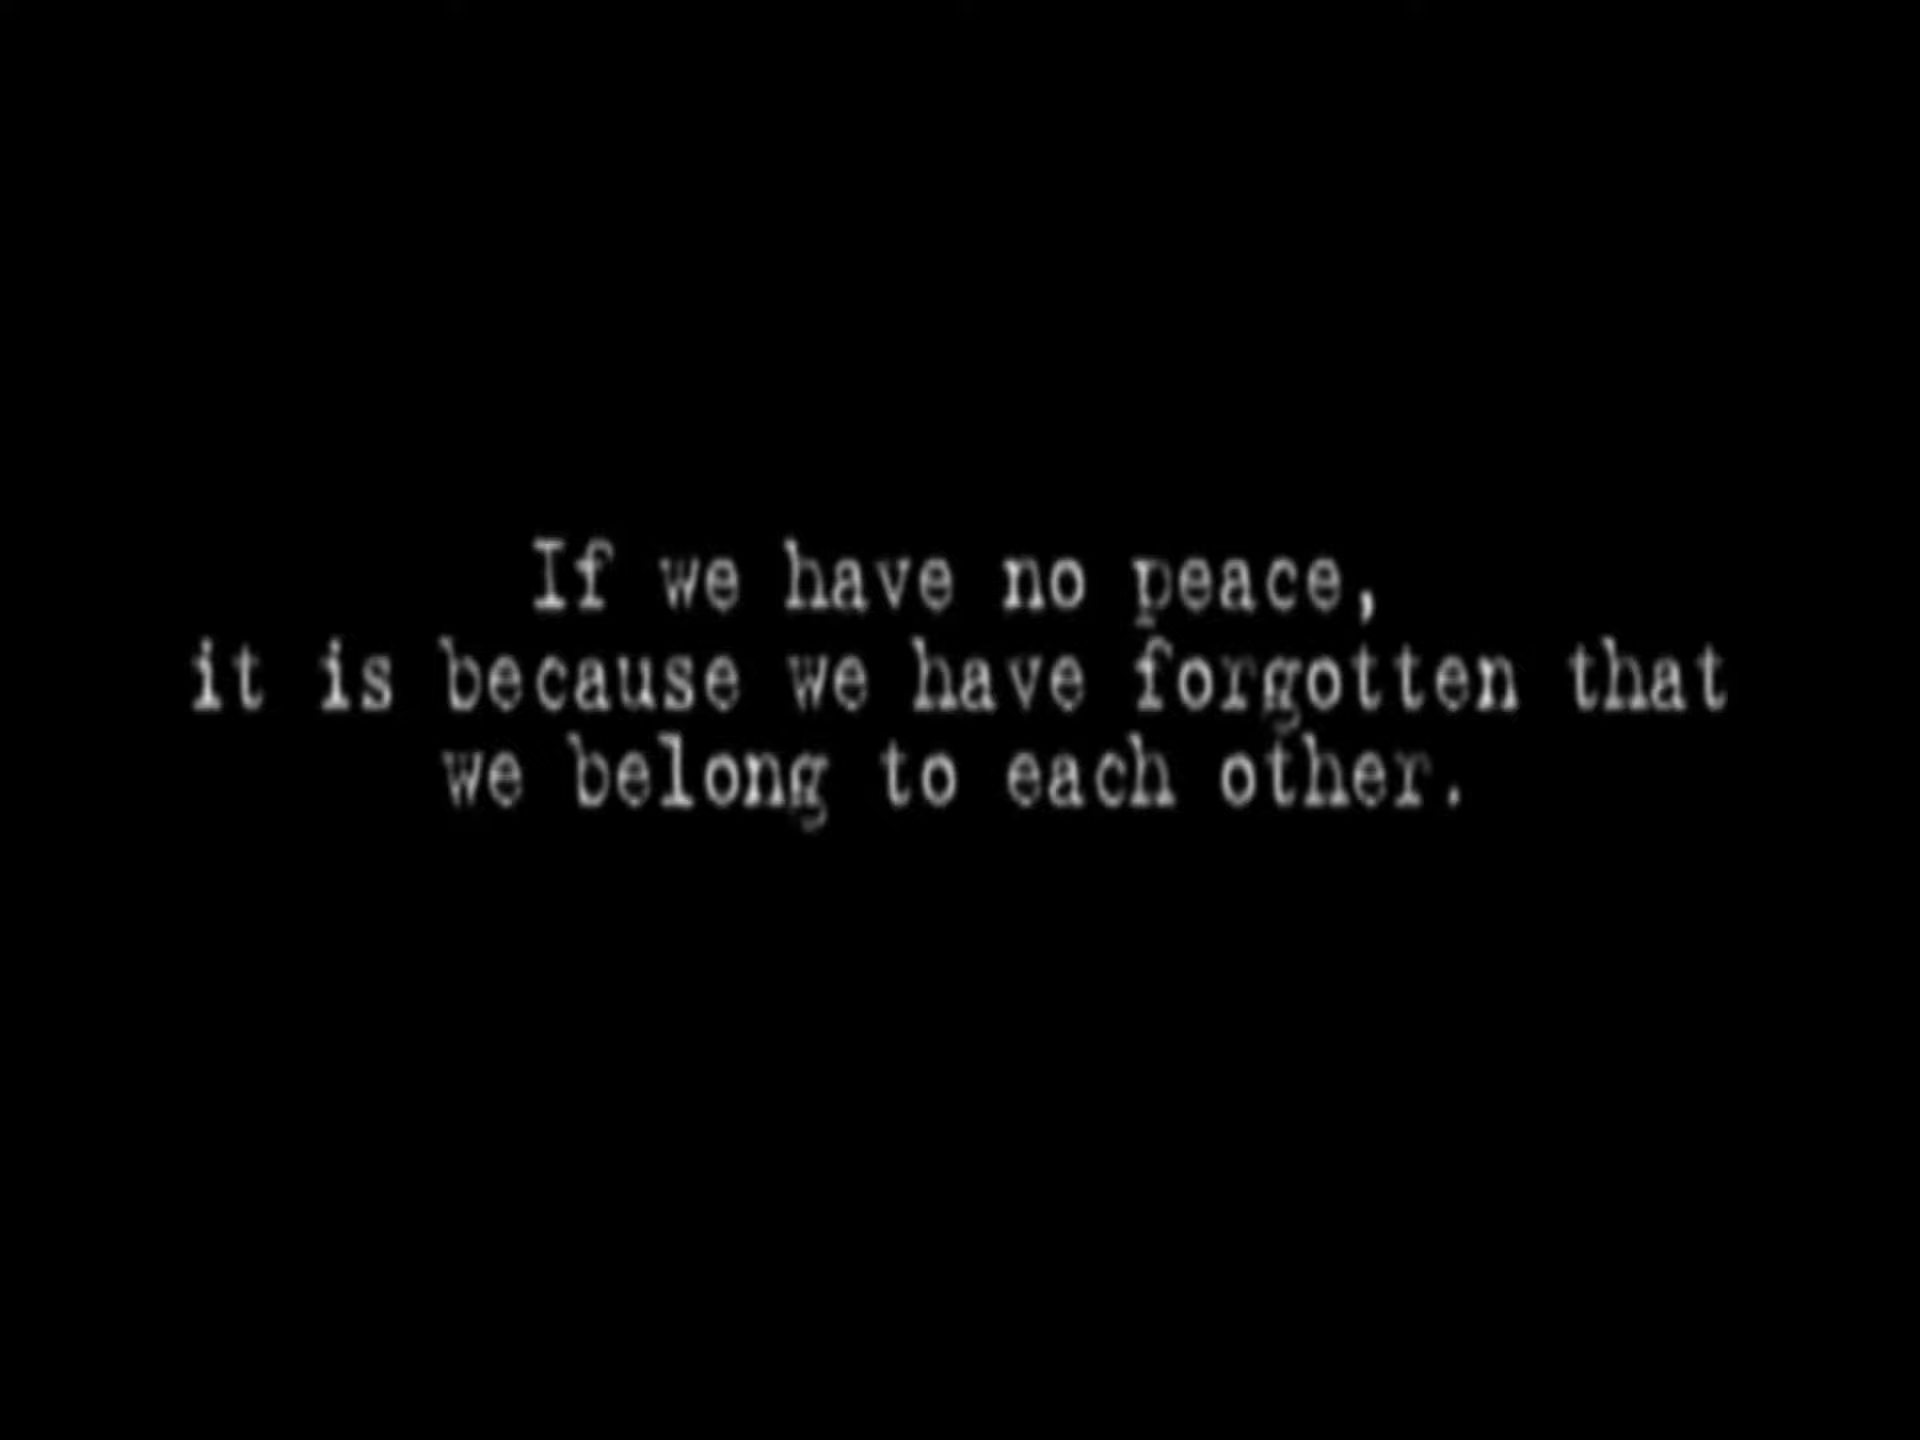 If we have no peace,
it is because we have forgotten that
we belong to each other.